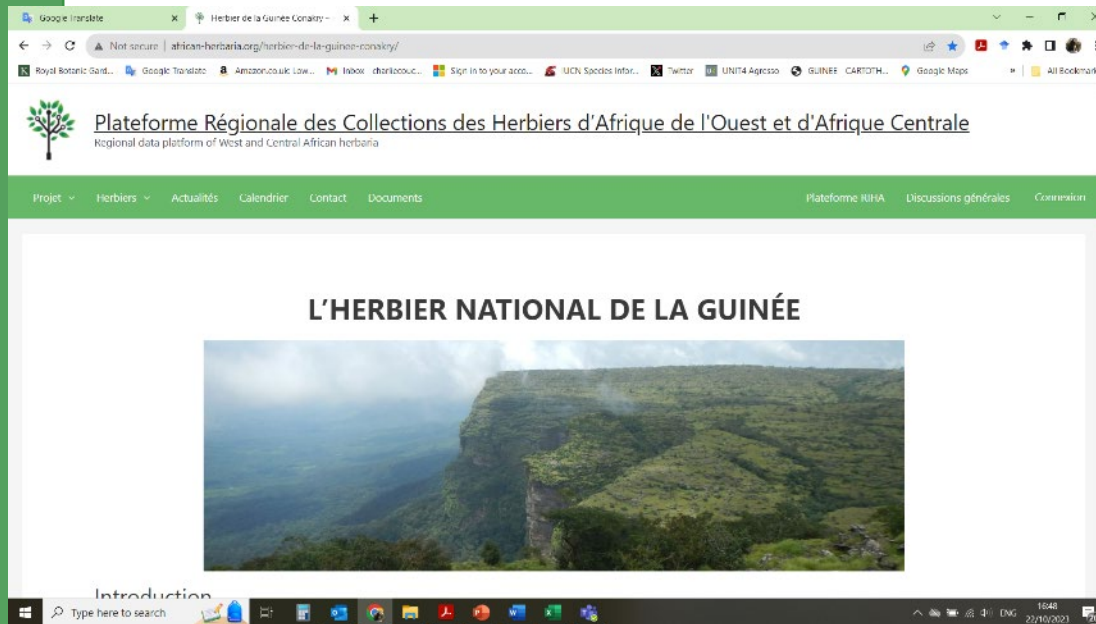 Google Translate
Herbier de la Guinée Conakry –
Not secure | african-herbaria.org/herbier-de-la-guinee-conakry/
Royal Botanic Gard...
Google Translate
Amazon.co.uk: Low...
Inbox
Sign in to your acco...
IUCN Species Infor...
Twitter
UNIT4 Agresso
GUINEE CARTOTH...
Google Maps
»
All Bookmark
Plateforme Régionale des Collections des Herbiers d'Afrique de l'Ouest et d'Afrique Centrale
Regional data platform of West and Central African herbaria
Projet
Herbiers
Actualités
Calendrier
Contact
Documents
Plateforme RIHA
Discussions générales
Connexion
L'HERBIER NATIONAL DE LA GUINÉE
Introduction
Type here to search
ENG
16:48
22/10/2023